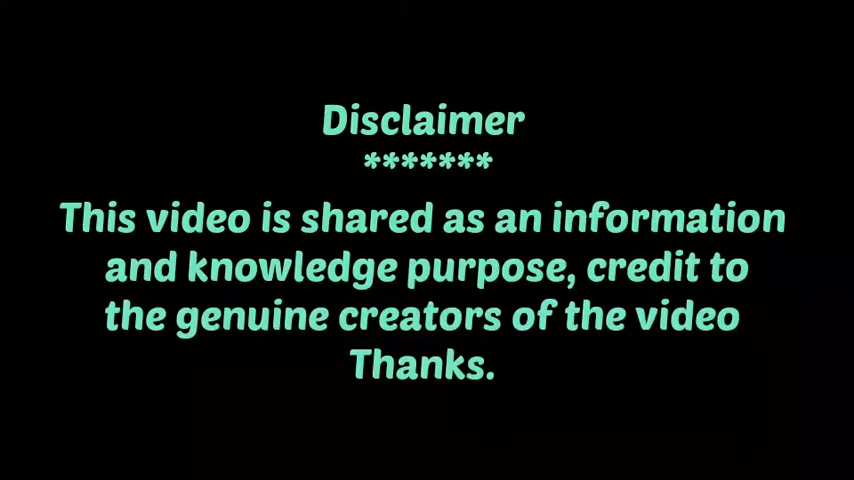 Disclaimer
*******
This video is shared as an information
and knowledge purpose, credit to
the genuine creators of the video
Thanks.